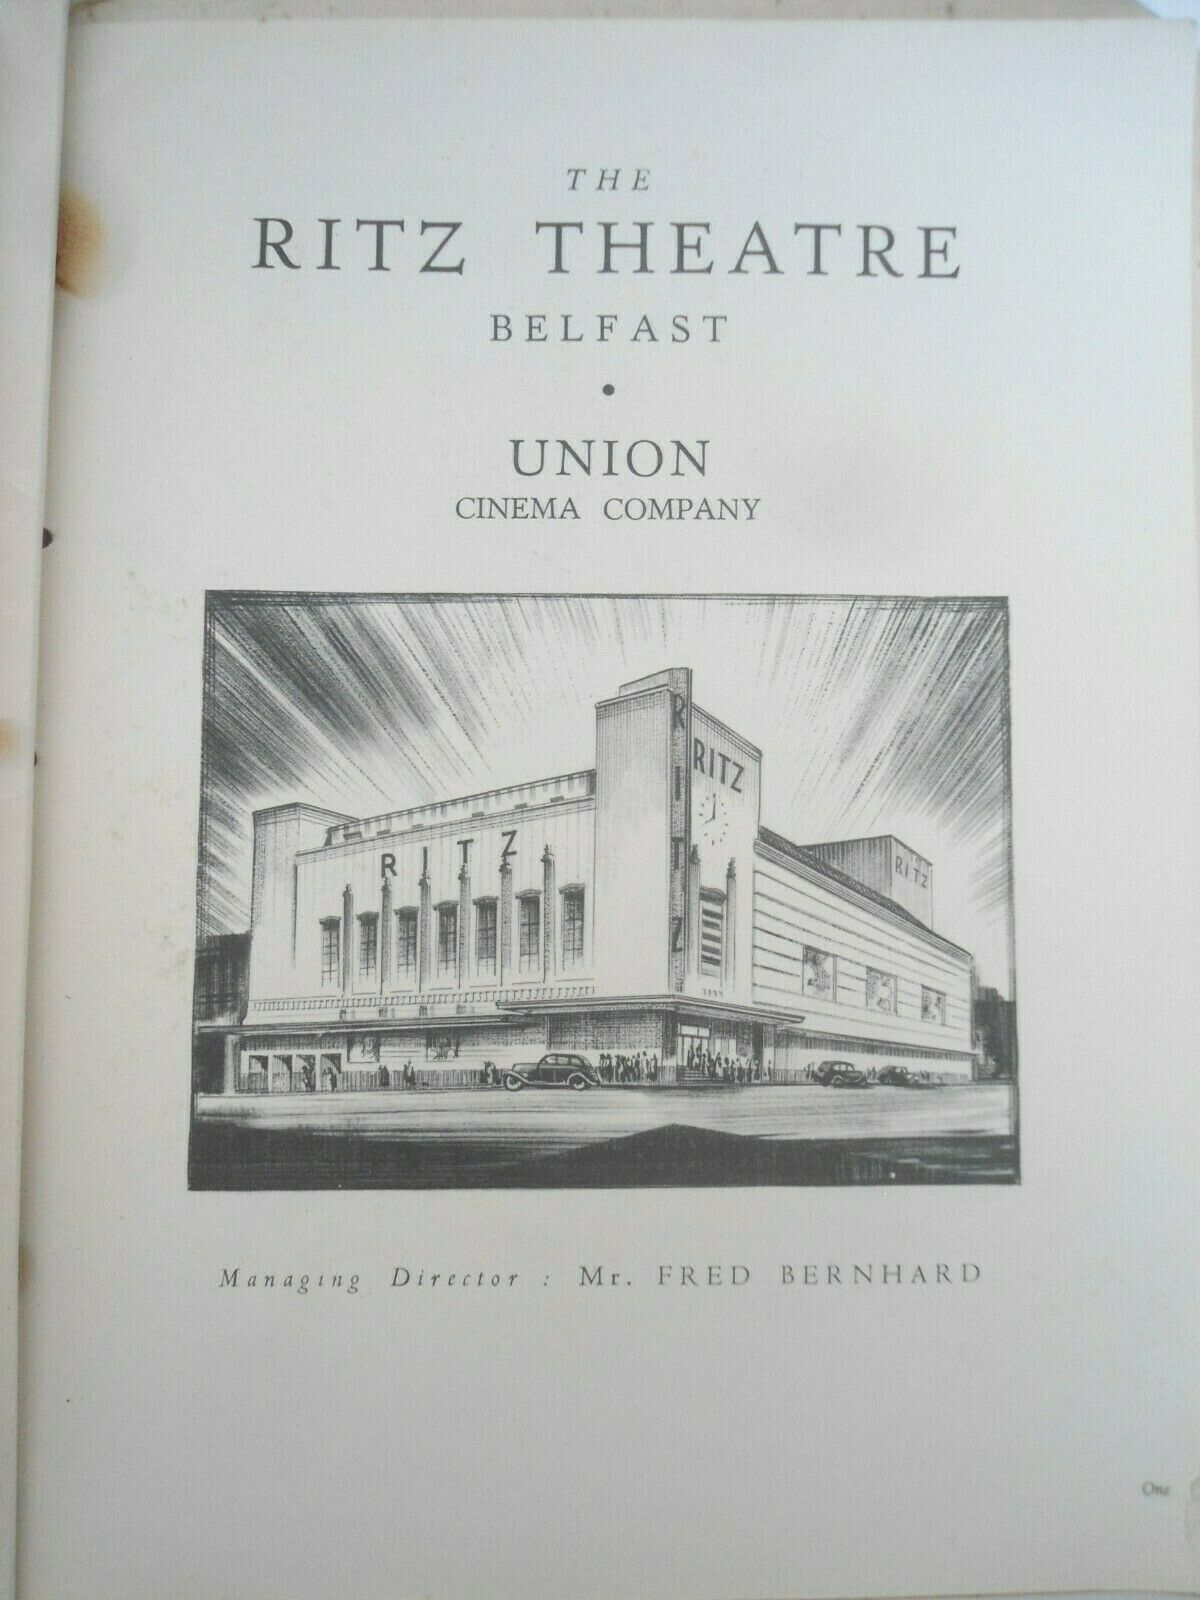 THE
RITZ THEATRE
BELFAST
•
UNION
CINEMA COMPANY
RITZ
RITZ
RITZ
RITZ
Managing Director : Mr. FRED BERNHARD
One